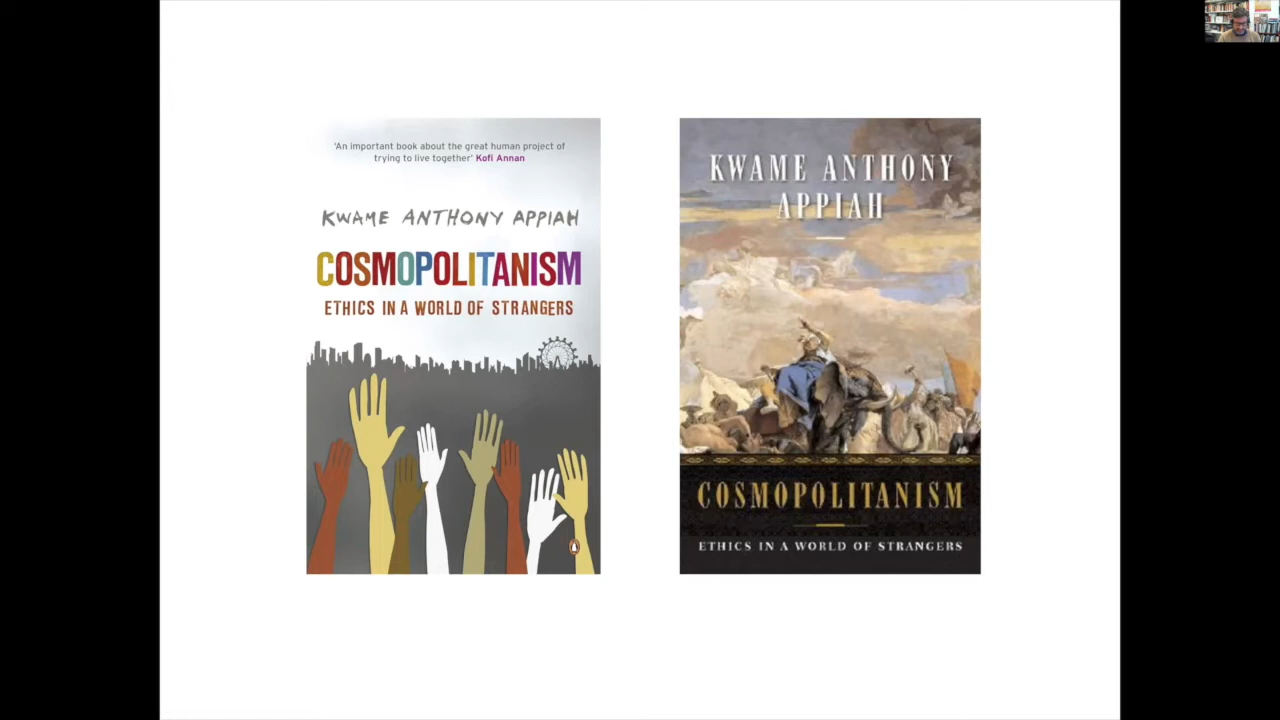 'An important book about the great human project of
trying to live together' Kofi Annan
KWAME ANTHONY APPIAH
COSMOPOLITANISM
ETHICS IN A WORLD OF STRANGERS
KWAME ANTHONY
APPIAH
COSMOPOLITANISM
ETHICS IN A WORLD OF STRANGERS